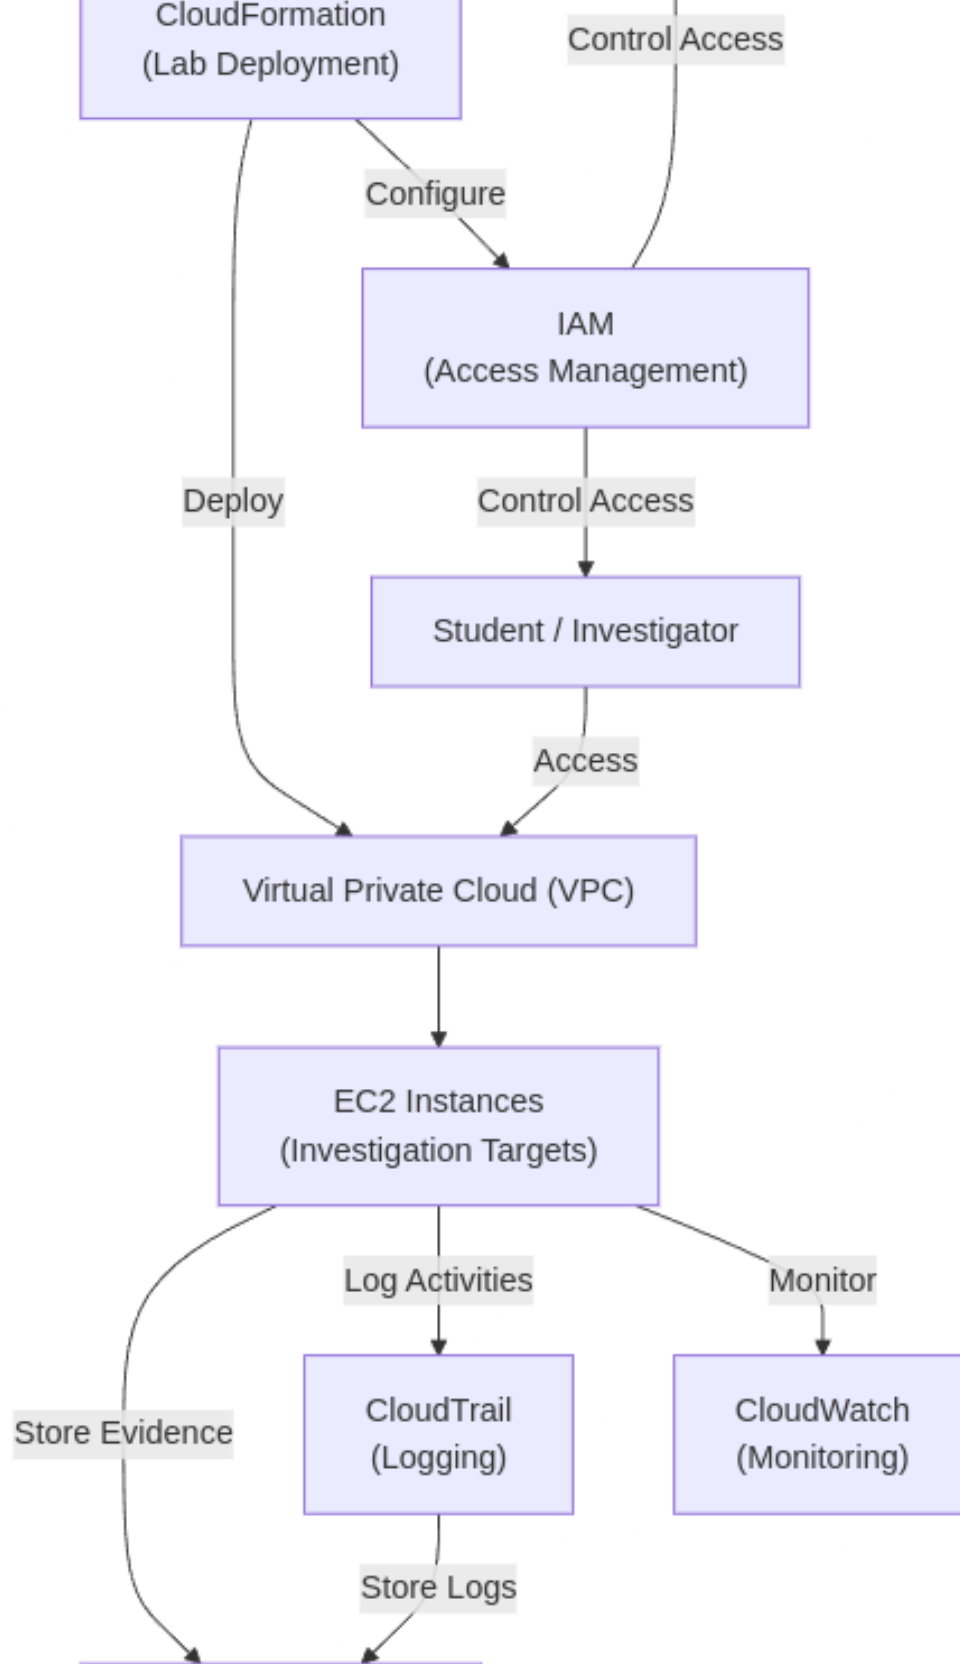 CloudFormation
(Lab Deployment)
Control Access
Configure
IAM
(Access Management)
Deploy
Control Access
Student / Investigator
Access
Virtual Private Cloud (VPC)
EC2 Instances
(Investigation Targets)
Log Activities
Monitor
CloudTrail
(Logging)
CloudWatch
(Monitoring)
Store Evidence
Store Logs